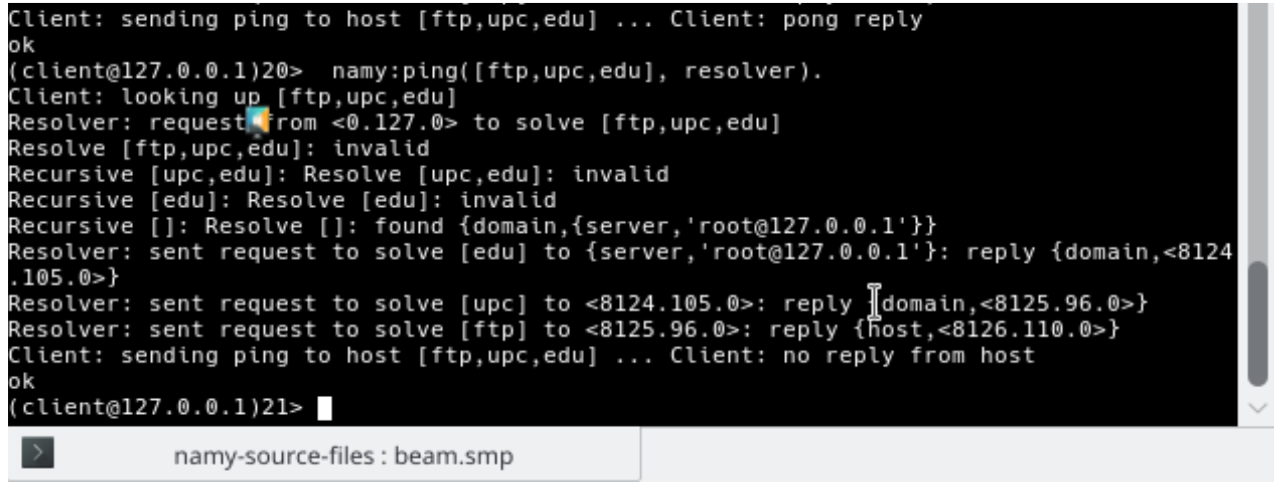 Client: sending ping to host [ftp,upc,edu] ... Client: pong reply
ok
(client@127.0.0.1)20>  namy:ping([ftp,upc,edu], resolver).
Client: looking up [ftp,upc,edu]
Resolver: request from <0.127.0> to solve [ftp,upc,edu]
Resolve [ftp,upc,edu]: invalid
Recursive [upc,edu]: Resolve [upc,edu]: invalid
Recursive [edu]: Resolve [edu]: invalid
Recursive []: Resolve []: found {domain,{server,'root@127.0.0.1'}}
Resolver: sent request to solve [edu] to {server,'root@127.0.0.1'}: reply {domain,<8124
.105.0>}
Resolver: sent request to solve [upc] to <8124.105.0>: reply {domain,<8125.96.0>}
Resolver: sent request to solve [ftp] to <8125.96.0>: reply {host,<8126.110.0>}
Client: sending ping to host [ftp,upc,edu] ... Client: no reply from host
ok
(client@127.0.0.1)21>
namy-source-files : beam.smp